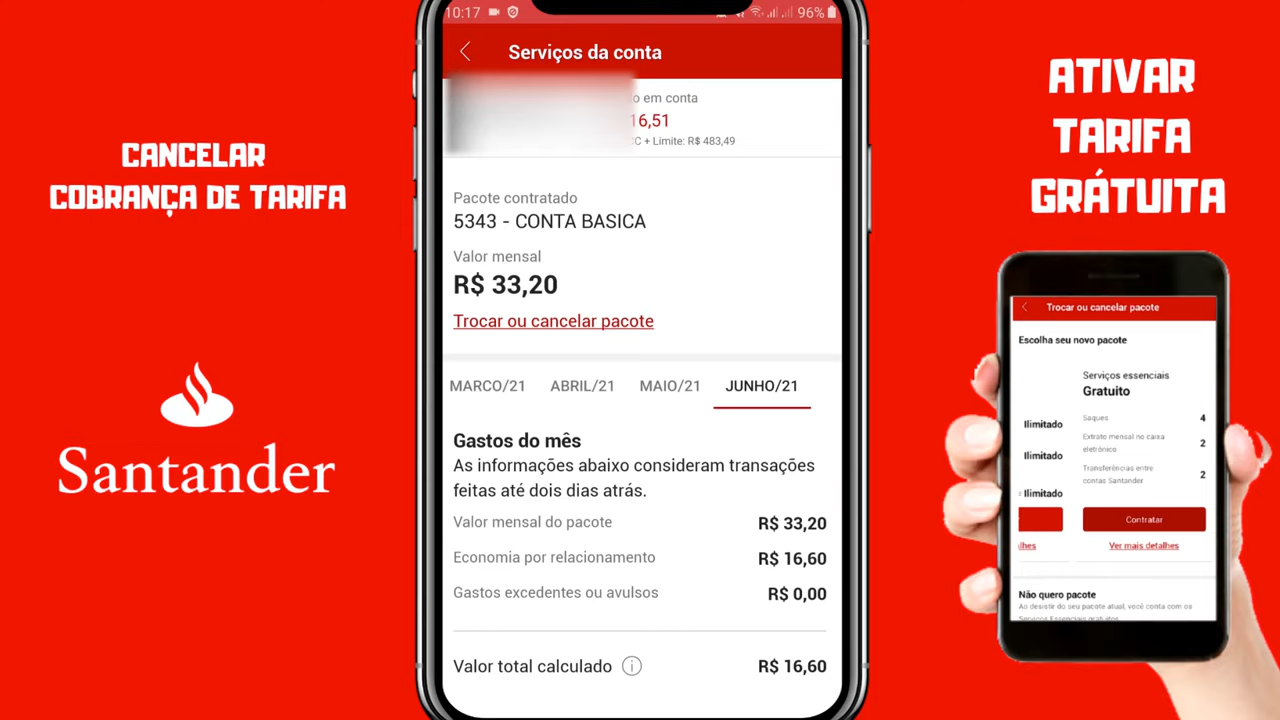 CANCELAR
COBRANÇA DE TARIFA
Santander
10:17
96%
Serviços da conta
o em conta
16,51
CC + Limite: R$ 483,49
Pacote contratado
5343 - CONTA BASICA
Valor mensal
R$ 33,20
Trocar ou cancelar pacote
MARCO/21 ABRIL/21 MAIO/21 JUNHO/21
Gastos do mês
As informações abaixo consideram transações
feitas até dois dias atrás.
Valor mensal do pacote R$ 33,20
Economia por relacionamento R$ 16,60
Gastos excedentes ou avulsos R$ 0,00
Valor total calculado R$ 16,60
ATIVAR
TARIFA
GRÁTUITA
Trocar ou cancelar pacote
Escolha seu novo pacote
Serviços essenciais
Gratuito
Ilimitado
Saques 4
Ilimitado
Extrato mensal no caixa
eletrônico 2
Ilimitado
Transferências entre
contas Santander 2
Contratar
lhes
Ver mais detalhes
Não quero pacote
Ao desistir do seu pacote atual, você conta com os
Serviços Essenciais gratuitos